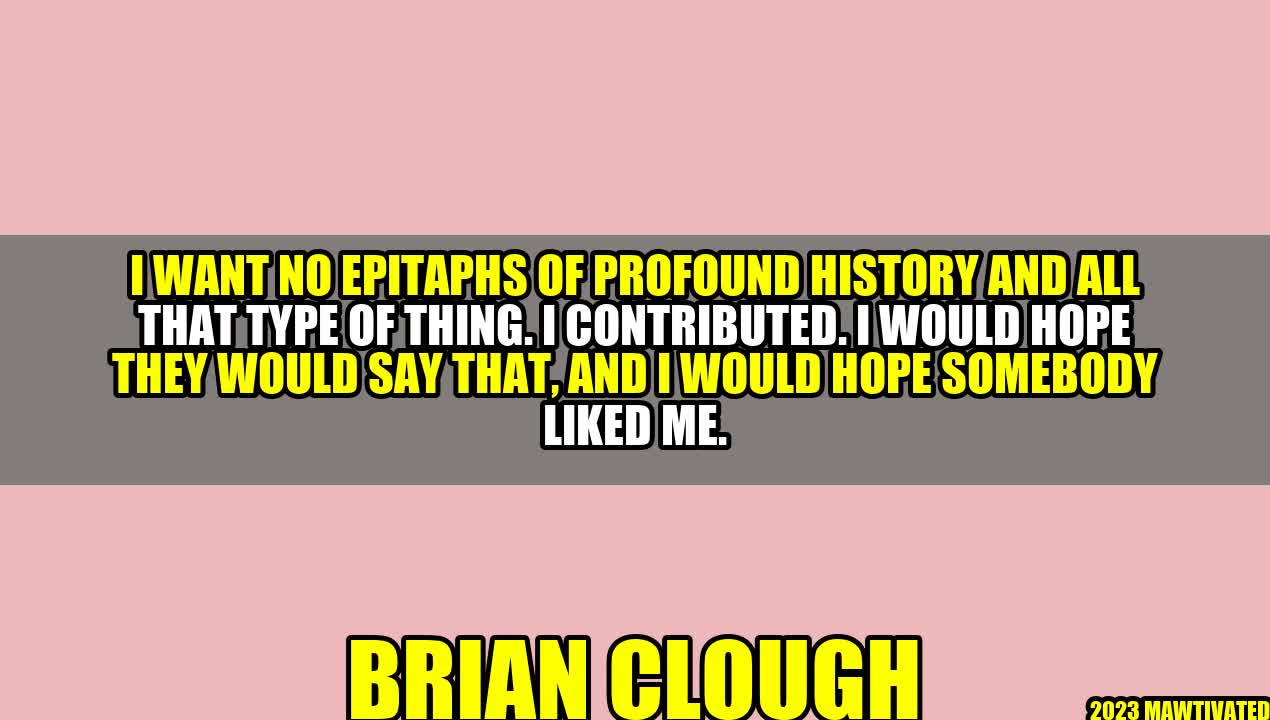 I WANT NO EPITAPHS OF PROFOUND HISTORY AND ALL
THAT TYPE OF THING. I CONTRIBUTED. I WOULD HOPE
THEY WOULD SAY THAT, AND I WOULD HOPE SOMEBODY
LIKED ME.
BRIAN CLOUGH
2023 MAWTIVATED